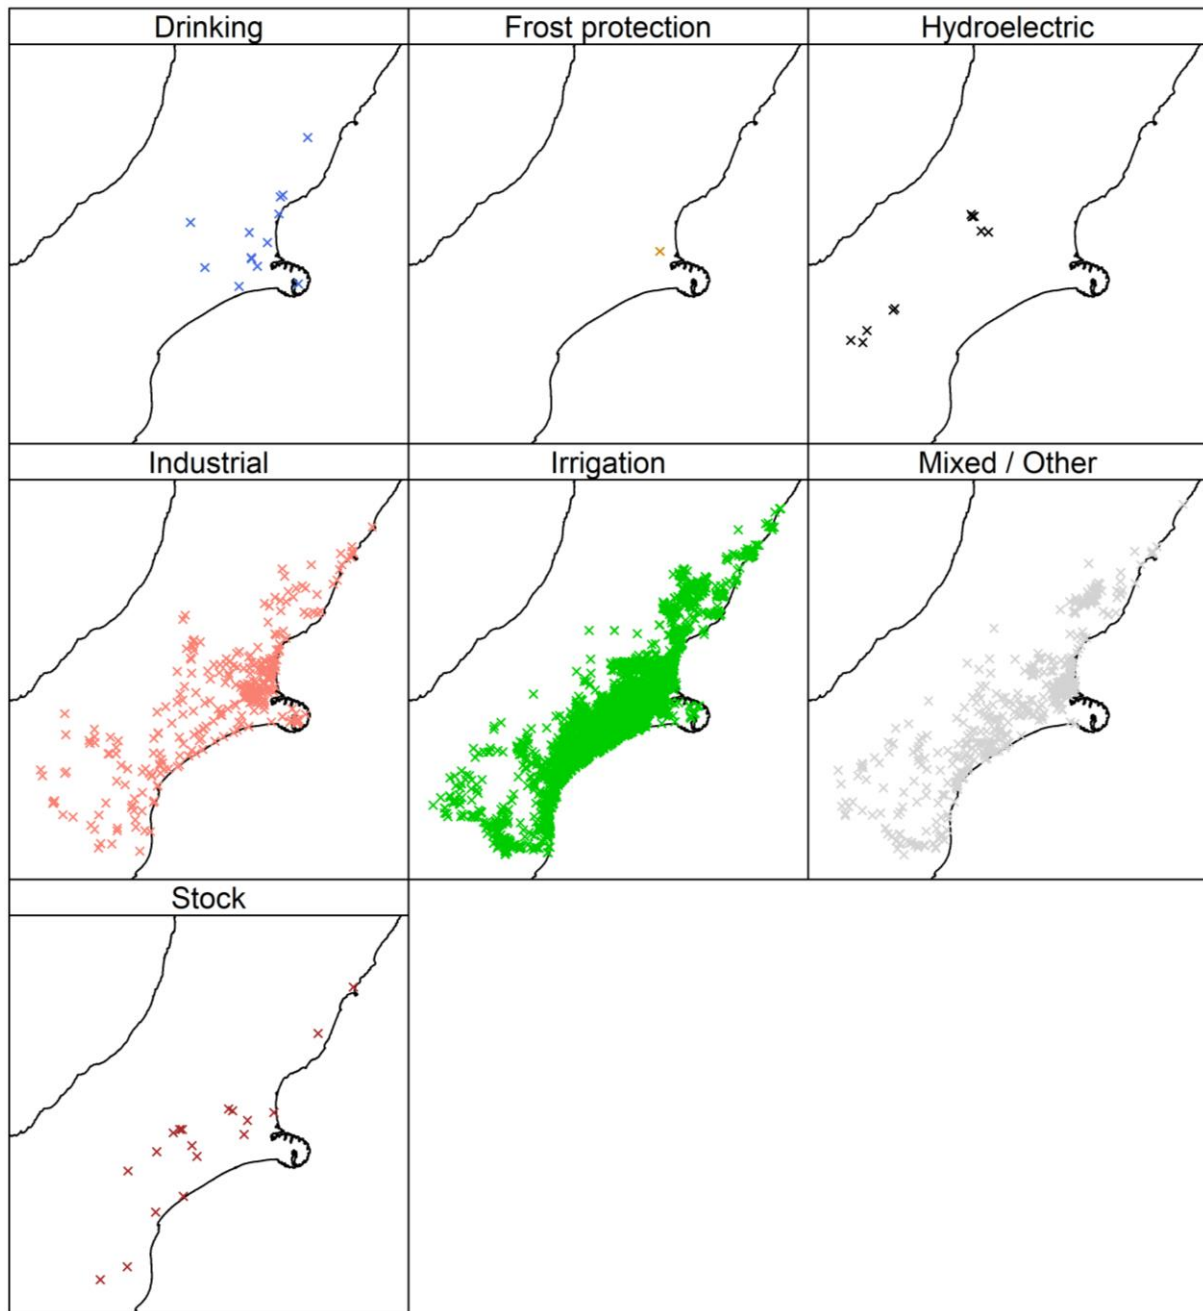 Drinking
Frost protection
Hydroelectric
Industrial
Irrigation
Mixed / Other
Stock